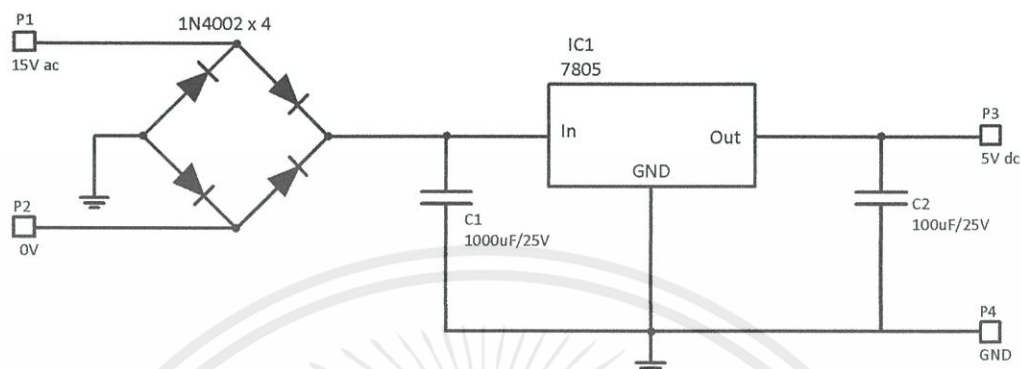 P1
15V ac
1N4002 x 4
P2
0V
C1
1000uF/25V
IC1
7805
In
Out
GND
P3
5V dc
C2
100uF/25V
P4
GND